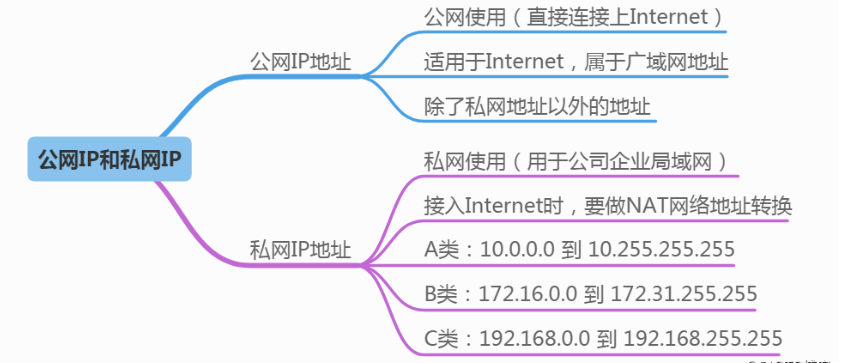 公网IP和私网IP
公网IP地址
公网使用（直接连接上Internet）
适用于Internet，属于广域网地址
除了私网地址以外的地址
私网IP地址
私网使用（用于公司企业局域网）
接入Internet时，要做NAT网络地址转换
A类：10.0.0.0 到 10.255.255.255
B类：172.16.0.0 到 172.31.255.255
C类：192.168.0.0 到 192.168.255.255